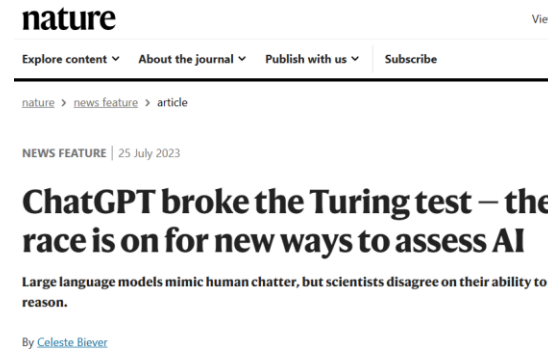 nature
Vie
Explore content About the journal Publish with us Subscribe
nature > news feature > article
NEWS FEATURE | 25 July 2023
ChatGPT broke the Turing test — the
race is on for new ways to assess AI
Large language models mimic human chatter, but scientists disagree on their ability to
reason.
By Celeste Biever